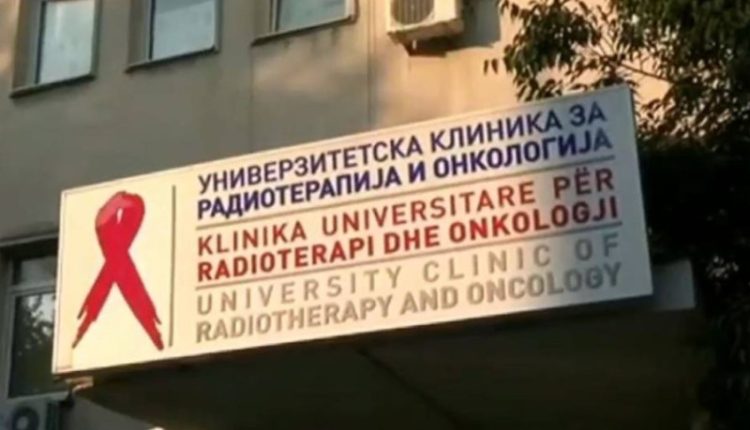 УНИВЕРЗИТЕТСКА КЛИНИКА ЗА
РАДИОТЕРАПИЈА И ОНКОЛОГИЈА
KLINIKA UNIVERSITARE PËR
RADIOTERAPI DHE ONKOLOGJI
UNIVERSITY CLINIC OF
RADIOTHERAPY AND ONCOLOGY